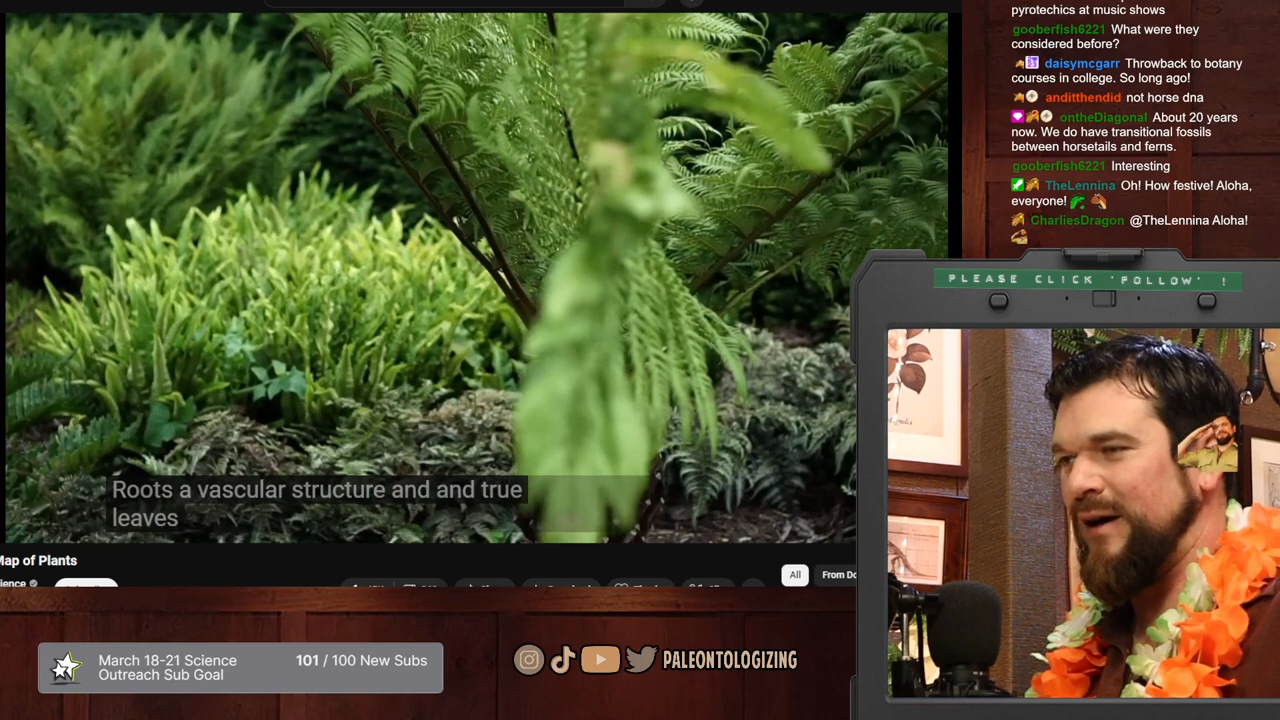 pyrotechics at music shows
gooberfish6221 What were they
considered before?
daisymcgarr Throwback to botany
courses in college. So long ago!
anditthendid not horse dna
ontheDiagonal About 20 years
now. We do have transitional fossils
between horsetails and ferns.
gooberfish6221 Interesting
TheLennina Oh! How festive! Aloha,
everyone!
CharliesDragon @TheLennina Aloha!
PLEASE CLICK 'FOLLOW' !
Roots a vascular structure and and true
leaves
Map of Plants
All
From Do
March 18-21 Science
Outreach Sub Goal
101 / 100 New Subs
PALEONTOLOGIZING